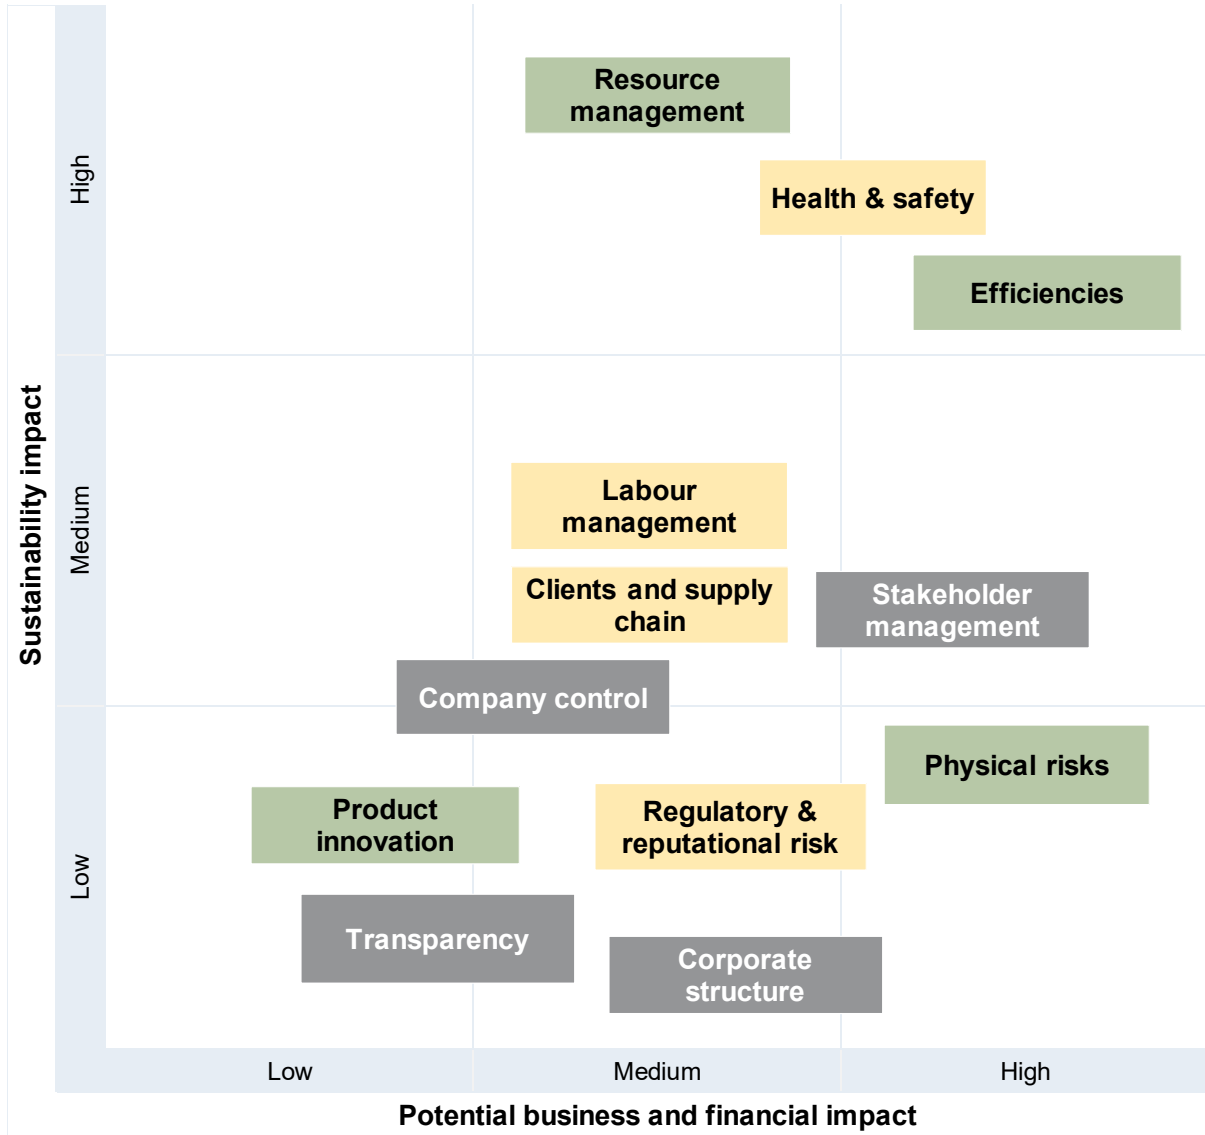 Sustainability impact
High
Medium
Low
Resource
management
Health & safety
Efficiencies
Labour
management
Clients and supply
chain
Stakeholder
management
Company control
Physical risks
Product
innovation
Regulatory &
reputational risk
Transparency
Corporate
structure
Low
Medium
High
Potential business and financial impact